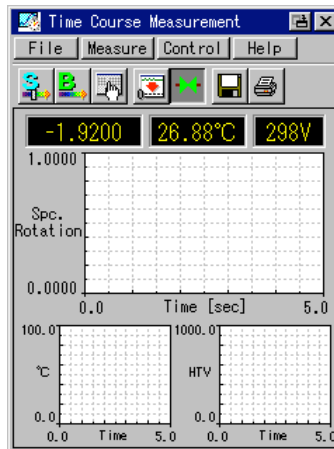 Time Course Measurement
File Measure Control Help
S B
-1.9200 26.88°C 298V
1.0000
Spc.
Rotation
0.0000
0.0 Time [sec] 5.0
100.0 1000.0
°C HTV
0.0 0.0
0.0 Time 5.0 0.0 Time 5.0